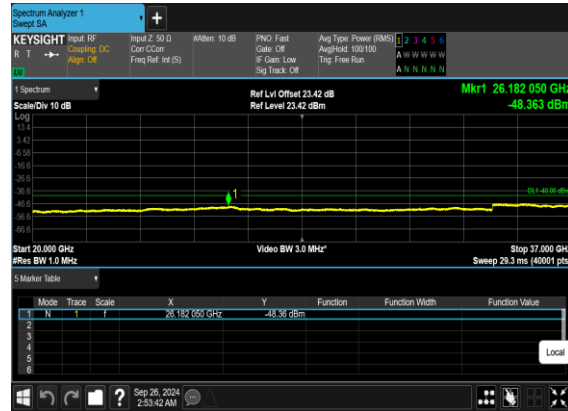 Spectrum Analyzer 1
Swept SA
+
KEYSIGHT Input: RF Input Z: 50 Ω #Atten: 10 dB PNO: Fast Avg Type: Power (RMS) 1 2 3 4 5 6
R T Coupling: DC Corr CCorr Gate: Off Avg|Hold: 100/100 A W W W W W
Align: Off Freq Ref: Int (S) IF Gain: Low Trig: Free Run
LW Sig Track: Off A N N N N N
1 Spectrum Ref Lvl Offset 23.42 dB Mkr1 26.182 050 GHz
Scale/Div 10 dB Ref Level 23.42 dBm -48.363 dBm
Log
13.4
3.42
-6.58
-16.6
-26.6
-36.6 1 DL1 -40.00 dBm
-46.6
-56.6
-66.6
Start 20.000 GHz Video BW 3.0 MHz* Stop 37.000 GHz
#Res BW 1.0 MHz Sweep 29.3 ms (40001 pts)
5 Marker Table
Mode Trace Scale X Y Function Function Width Function Value
1 N 1 f 26.182 050 GHz -48.36 dBm
2
3
4
5
6
Local
? Sep 26, 2024
2:53:42 AM